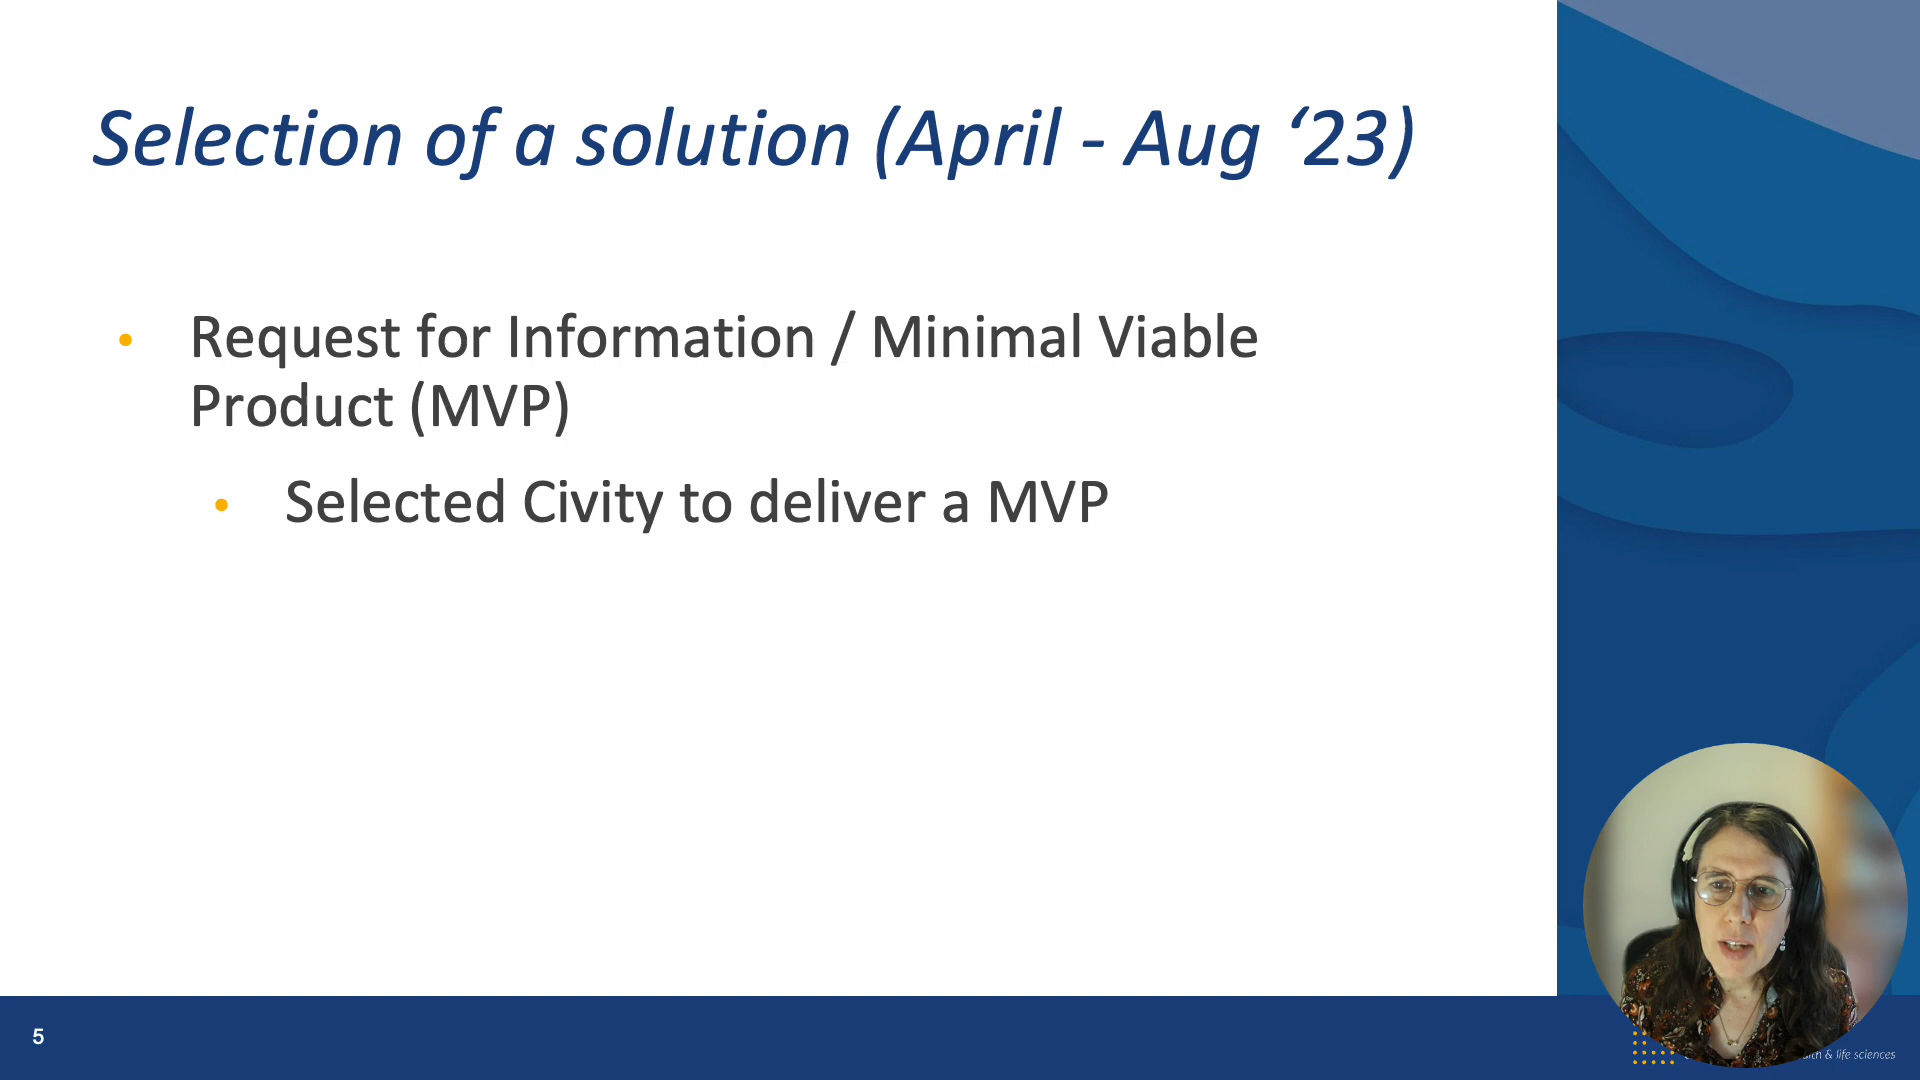 Selection of a solution (April - Aug ‘23)
• Request for Information / Minimal Viable
Product (MVP)
• Selected Civity to deliver a MVP
5
& life sciences